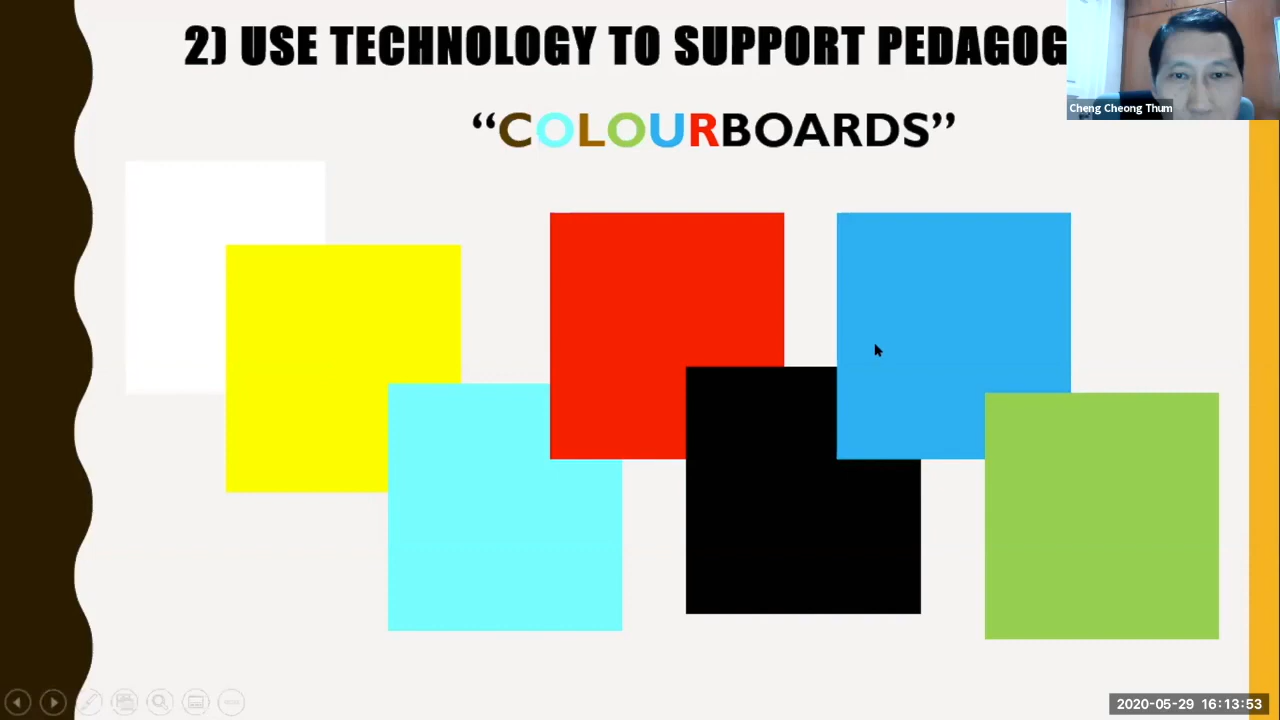 2) USE TECHNOLOGY TO SUPPORT PEDAGOG
Cheng Cheong Thum
“COLOURBOARDS”
2020-05-29 16:13:53